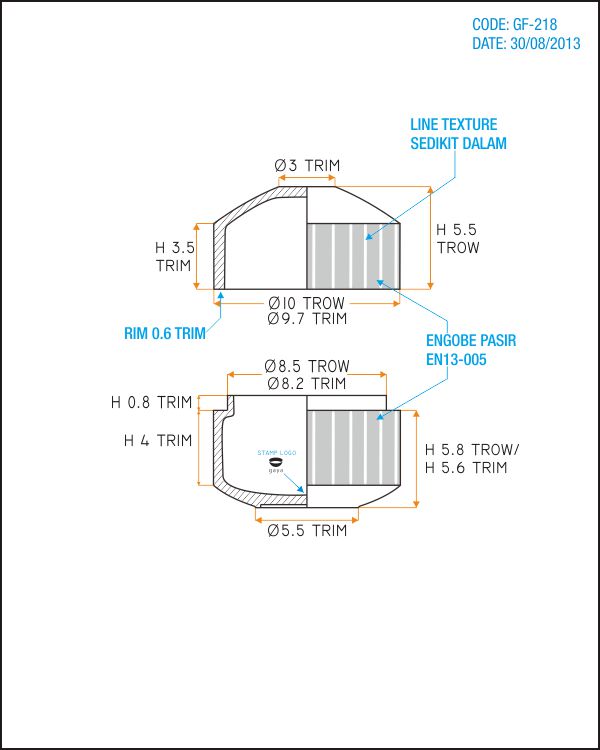 CODE: GF-218
DATE: 30/08/2013
LINE TEXTURE
SEDIKIT DALAM
Ø3 TRIM
H 3.5
TRIM
H 5.5
TROW
Ø10 TROW
Ø9.7 TRIM
RIM 0.6 TRIM
ENGOBE PASIR
EN13-005
Ø8.5 TROW
Ø8.2 TRIM
H 0.8 TRIM
H 4 TRIM
STAMP LOGO
gaya
H 5.8 TROW/
H 5.6 TRIM
Ø5.5 TRIM